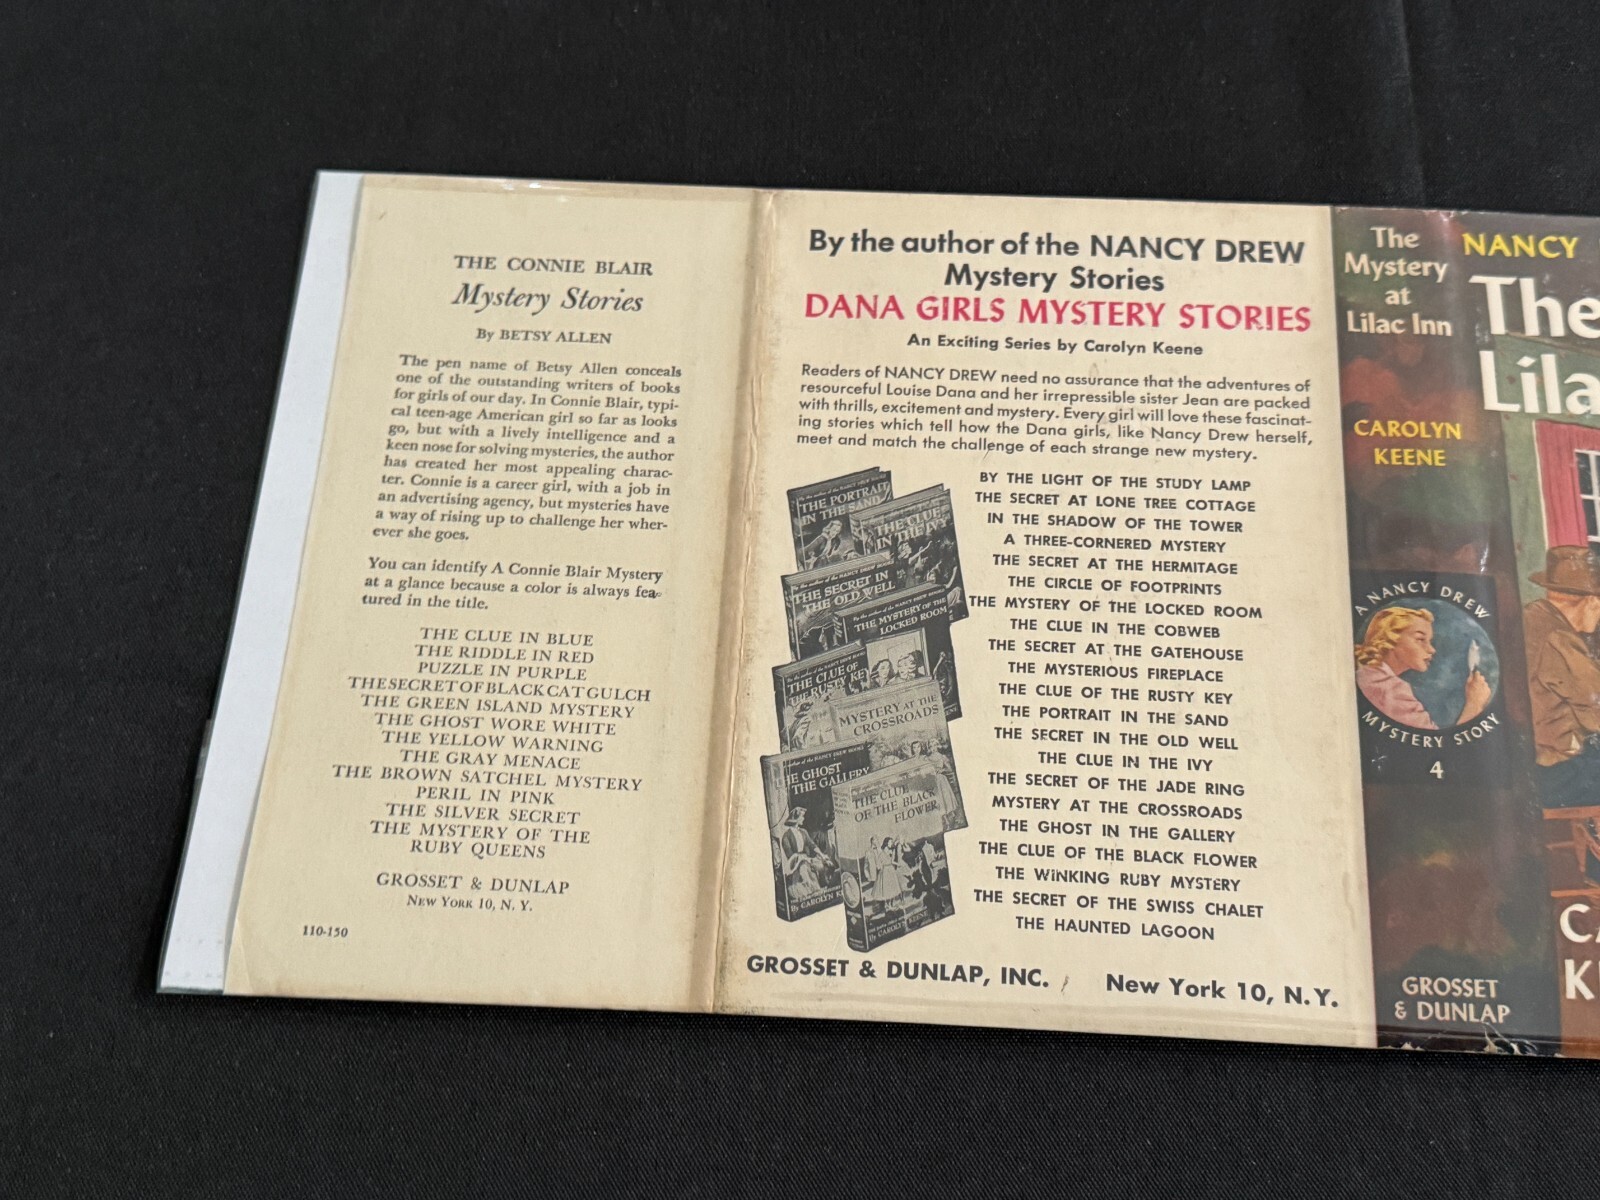 THE CONNIE BLAIR
Mystery Stories
By BETSY ALLEN
The pen name of Betsy Allen conceals
one of the outstanding writers of books
for girls of our day. In Connie Blair, typi-
cal teen-age American girl so far as looks
go, but with a lively intelligence and a
keen nose for solving mysteries, the author
has created her most appealing charac-
ter. Connie is a career girl, with a job in
an advertising agency, but mysteries have
a way of rising up to challenge her wher-
ever she goes.
You can identify A Connie Blair Mystery
at a glance because a color is always fea-
tured in the title.
THE CLUE IN BLUE
THE RIDDLE IN RED
PUZZLE IN PURPLE
THE SECRET OF BLACK CAT GULCH
THE GREEN ISLAND MYSTERY
THE GHOST WORE WHITE
THE YELLOW WARNING
THE GRAY MENACE
THE BROWN SATCHEL MYSTERY
PERIL IN PINK
THE SILVER SECRET
THE MYSTERY OF THE
RUBY QUEENS
GROSSET & DUNLAP
NEW YORK 10, N. Y.
110-150
By the author of the NANCY DREW
Mystery Stories
DANA GIRLS MYSTERY STORIES
An Exciting Series by Carolyn Keene
Readers of NANCY DREW need no assurance that the adventures of
resourceful Louise Dana and her irrepressible sister Jean are packed
with thrills, excitement and mystery. Every girl will love these fascinat-
ing stories which tell how the Dana girls, like Nancy Drew herself,
meet and match the challenge of each strange new mystery.
THE PORTRAIT
IN THE SAND
THE CLUE
IN THE IVY
THE SECRET IN
THE OLD WELL
THE MYSTERY OF THE
LOCKED ROOM
THE CLUE OF
THE RUSTY KEY
MYSTERY AT THE
CROSSROADS
THE GHOST
THE GALLERY
By CAROLYN
THE CLUE
OF THE BLACK
FLOWER
By CAROLYN KEENE
BY THE LIGHT OF THE STUDY LAMP
THE SECRET AT LONE TREE COTTAGE
IN THE SHADOW OF THE TOWER
A THREE-CORNERED MYSTERY
THE SECRET AT THE HERMITAGE
THE CIRCLE OF FOOTPRINTS
THE MYSTERY OF THE LOCKED ROOM
THE CLUE IN THE COBWEB
THE SECRET AT THE GATEHOUSE
THE MYSTERIOUS FIREPLACE
THE CLUE OF THE RUSTY KEY
THE PORTRAIT IN THE SAND
THE SECRET IN THE OLD WELL
THE CLUE IN THE IVY
THE SECRET OF THE JADE RING
MYSTERY AT THE CROSSROADS
THE GHOST IN THE GALLERY
THE CLUE OF THE BLACK FLOWER
THE WINKING RUBY MYSTERY
THE SECRET OF THE SWISS CHALET
THE HAUNTED LAGOON
GROSSET & DUNLAP, INC. New York 10, N.Y.
The
Mystery
at
Lilac Inn
CAROLYN
KEENE
A NANCY DREW
MYSTERY STORY
4
GROSSET
& DUNLAP
NANCY
The
Lila